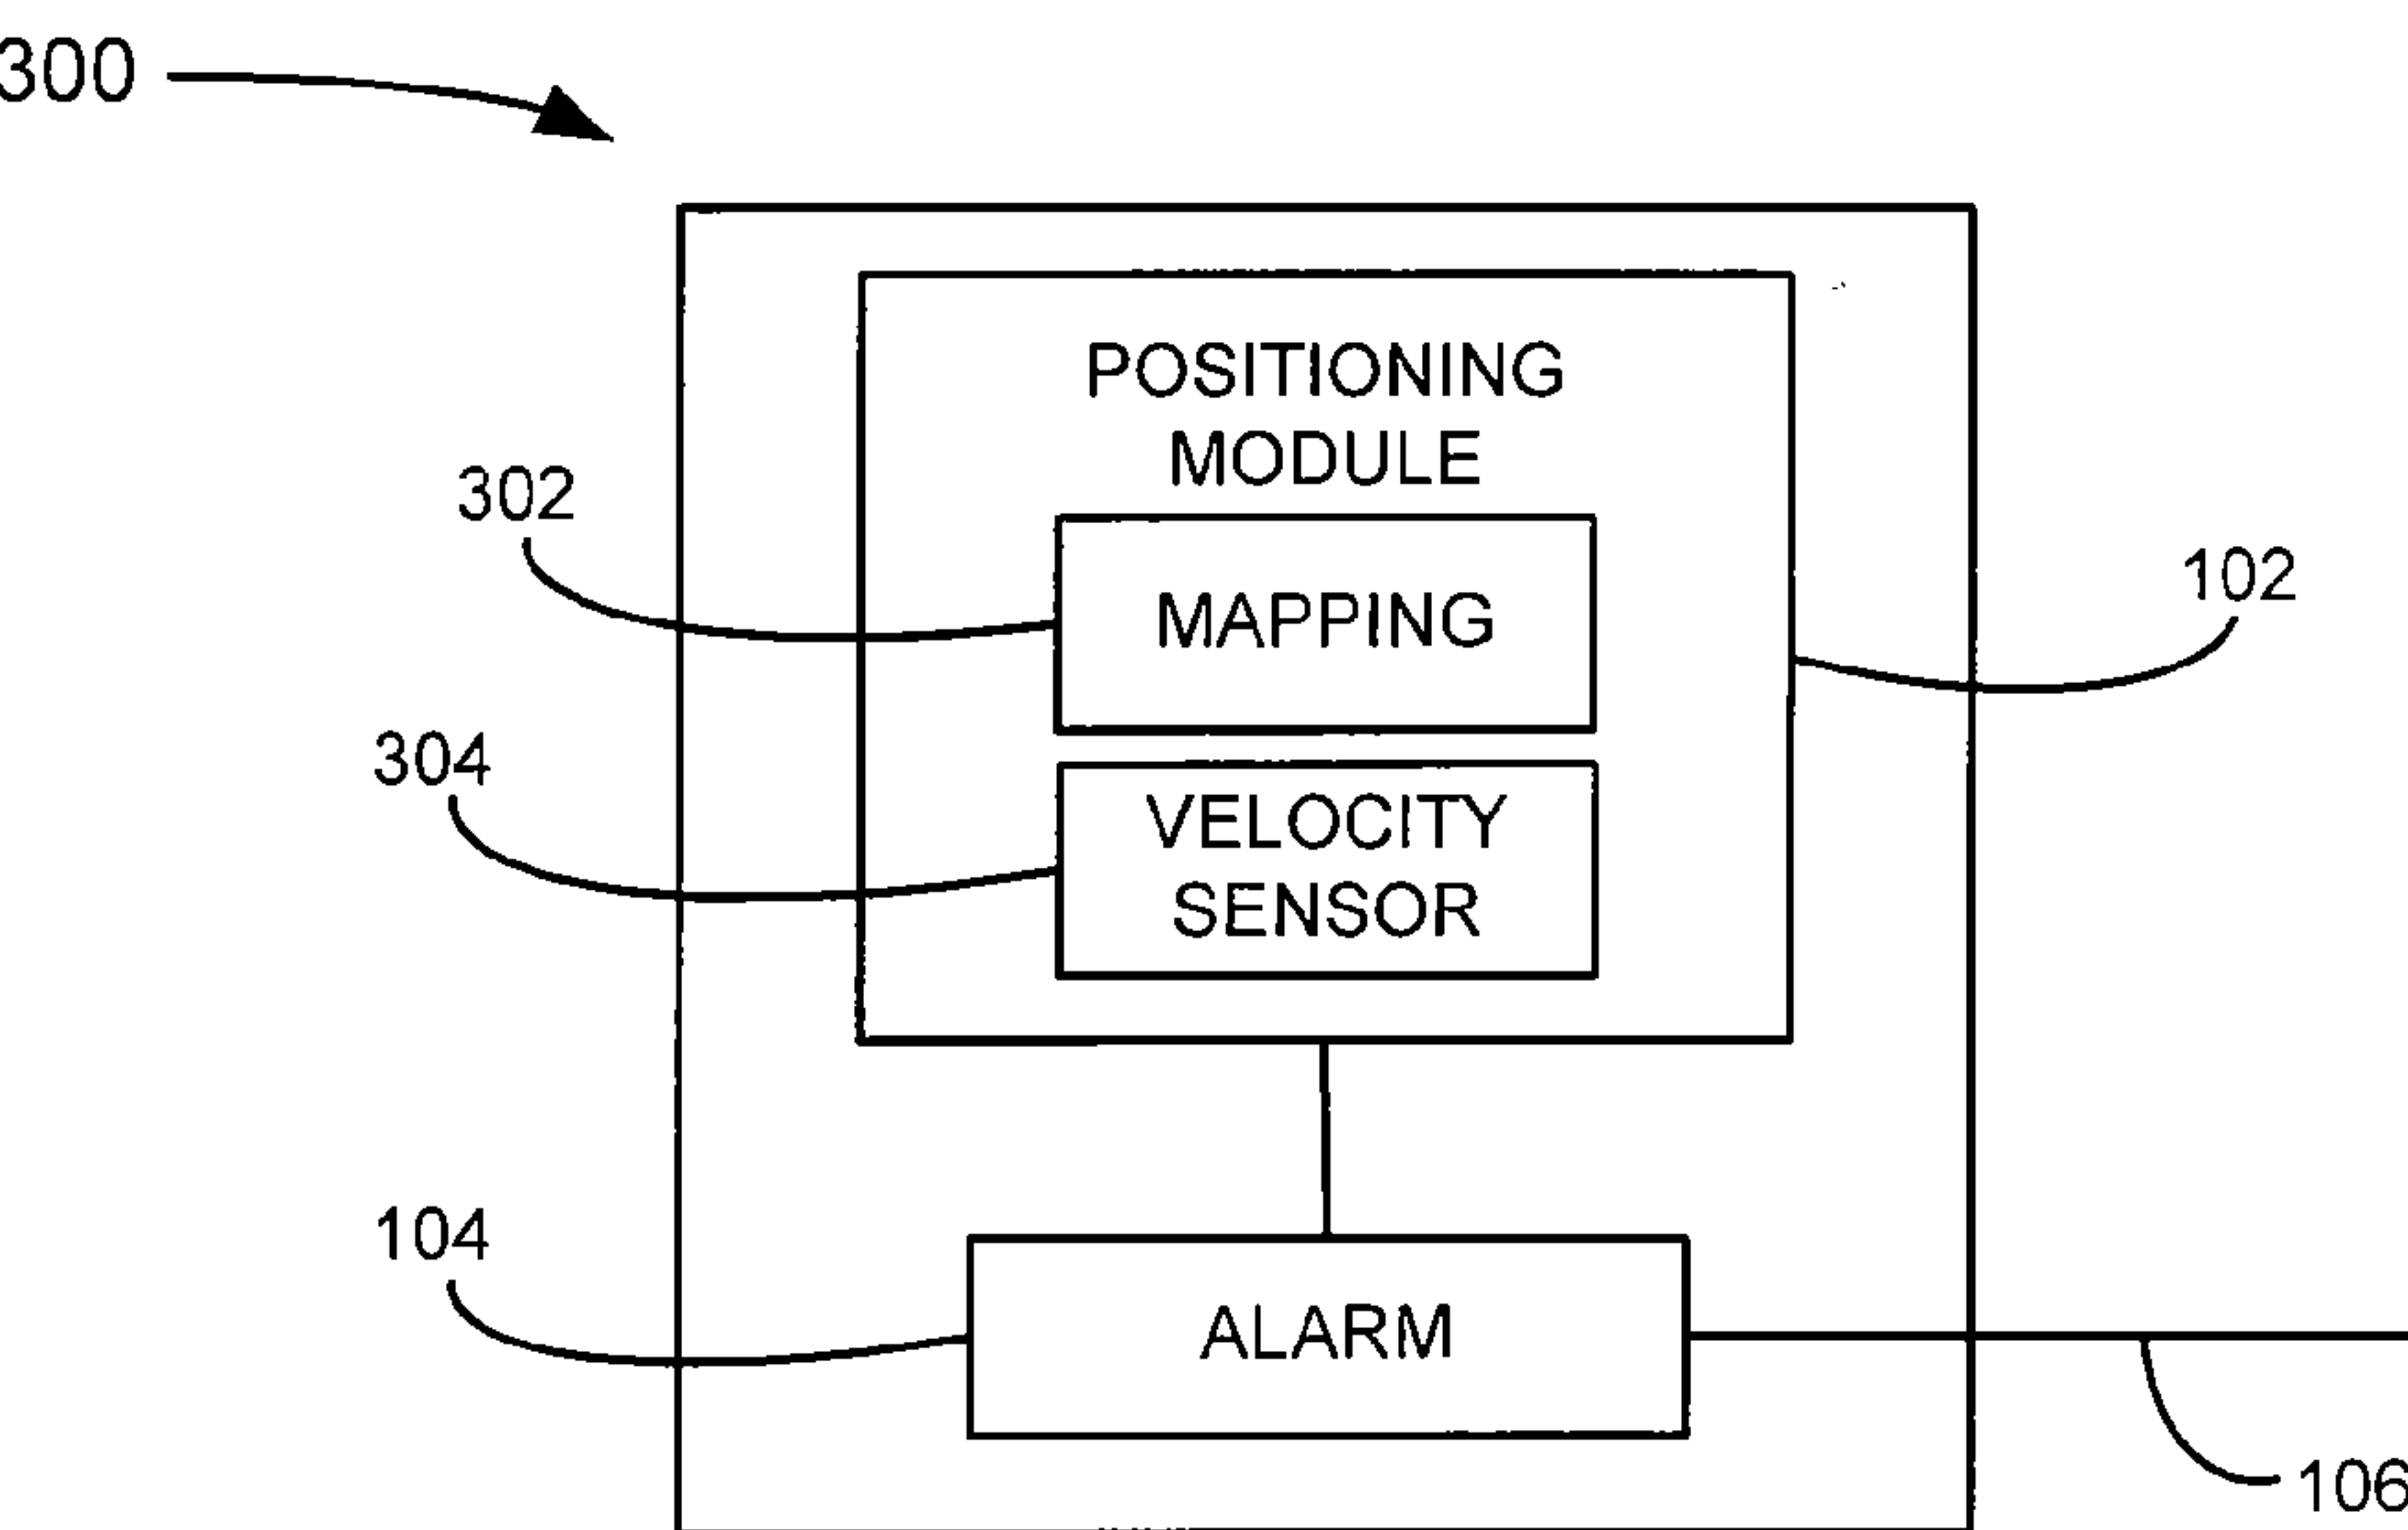 300
POSITIONING
MODULE
302
MAPPING
102
304
VELOCITY
SENSOR
104
ALARM
106